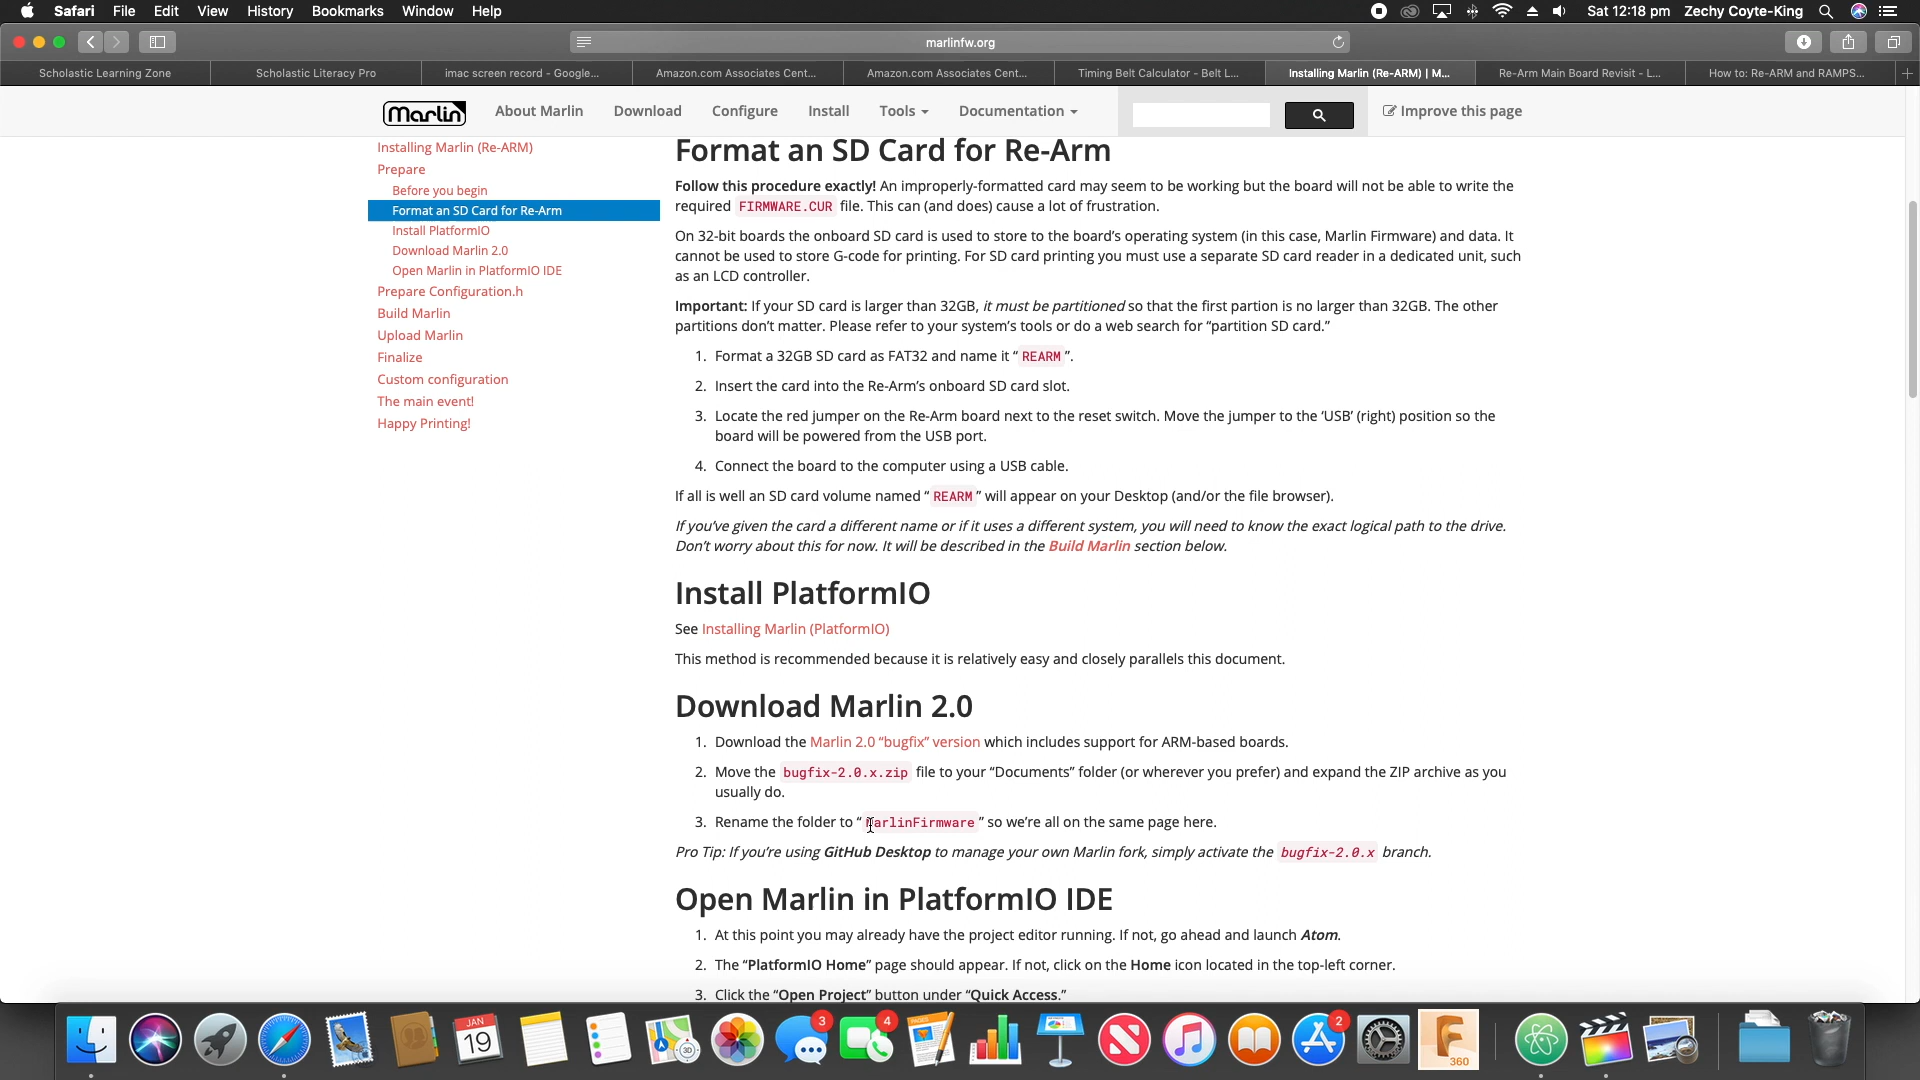 Safari File Edit View History Bookmarks Window Help Sat 12:18 pm Zechy Coyte-King
marlinfw.org
Scholastic Learning Zone Scholastic Literacy Pro imac screen record - Google... Amazon.com Associates Cent... Amazon.com Associates Cent... Timing Belt Calculator - Belt L... Installing Marlin (Re-ARM) | M... Re-Arm Main Board Revisit - L... How to: Re-ARM and RAMPS...
Marlin About Marlin Download Configure Install Tools Documentation Improve this page
Installing Marlin (Re-ARM)
Prepare
Before you begin
Format an SD Card for Re-Arm
Install PlatformIO
Download Marlin 2.0
Open Marlin in PlatformIO IDE
Prepare Configuration.h
Build Marlin
Upload Marlin
Finalize
Custom configuration
The main event!
Happy Printing!
Format an SD Card for Re-Arm
Follow this procedure exactly! An improperly-formatted card may seem to be working but the board will not be able to write the
required FIRMWARE.CUR file. This can (and does) cause a lot of frustration.
On 32-bit boards the onboard SD card is used to store to the board's operating system (in this case, Marlin Firmware) and data. It
cannot be used to store G-code for printing. For SD card printing you must use a separate SD card reader in a dedicated unit, such
as an LCD controller.
Important: If your SD card is larger than 32GB, it must be partitioned so that the first partion is no larger than 32GB. The other
partitions don't matter. Please refer to your system's tools or do a web search for “partition SD card.”
1. Format a 32GB SD card as FAT32 and name it “ REARM ”.
2. Insert the card into the Re-Arm's onboard SD card slot.
3. Locate the red jumper on the Re-Arm board next to the reset switch. Move the jumper to the ‘USB’ (right) position so the
board will be powered from the USB port.
4. Connect the board to the computer using a USB cable.
If all is well an SD card volume named “ REARM ” will appear on your Desktop (and/or the file browser).
If you've given the card a different name or if it uses a different system, you will need to know the exact logical path to the drive.
Don't worry about this for now. It will be described in the Build Marlin section below.
Install PlatformIO
See Installing Marlin (PlatformIO)
This method is recommended because it is relatively easy and closely parallels this document.
Download Marlin 2.0
1. Download the Marlin 2.0 “bugfix” version which includes support for ARM-based boards.
2. Move the bugfix-2.0.x.zip file to your “Documents” folder (or wherever you prefer) and expand the ZIP archive as you
usually do.
3. Rename the folder to “ MarlinFirmware ” so we're all on the same page here.
Pro Tip: If you're using GitHub Desktop to manage your own Marlin fork, simply activate the bugfix-2.0.x branch.
Open Marlin in PlatformIO IDE
1. At this point you may already have the project editor running. If not, go ahead and launch Atom.
2. The “PlatformIO Home” page should appear. If not, click on the Home icon located in the top-left corner.
3. Click the “Open Project” button under “Quick Access.”
JAN
19
3D
3
4
PAGES
2
360